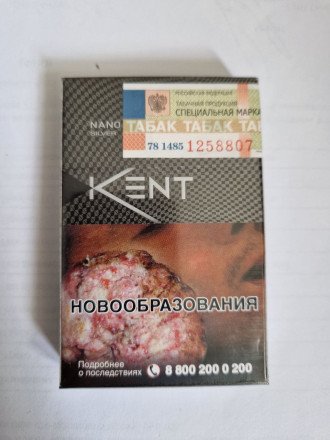 NANO
SILVER
РОССИЙСКАЯ ФЕДЕРАЦИЯ
ТАБАЧНАЯ ПРОДУКЦИЯ
СПЕЦИАЛЬНАЯ МАРКА
ТАБАК ТАБАК ТАБ
78 1485 1258807
KENT
НОВООБРАЗОВАНИЯ
Подробнее
о последствиях
8 800 200 0 200